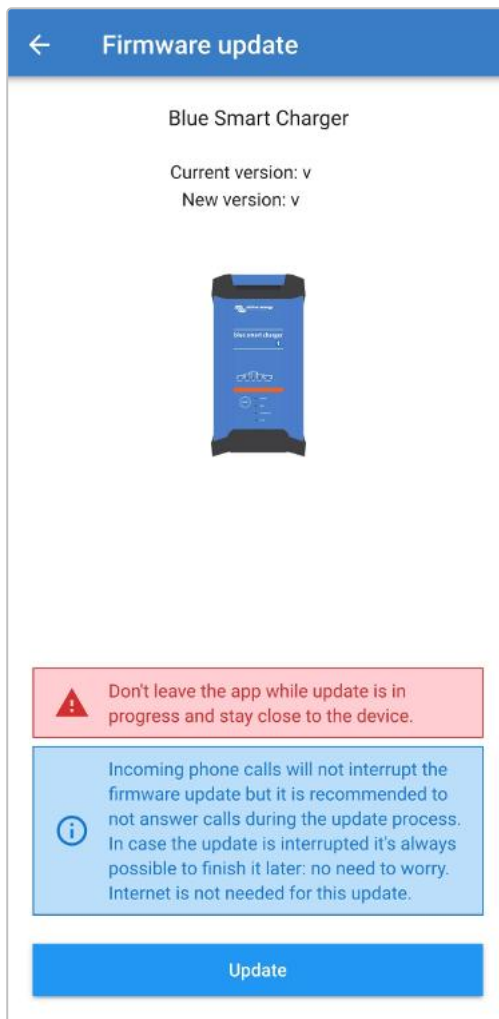 Firmware update
Blue Smart Charger
Current version: v
New version: v
blue smart charger
Don't leave the app while update is in
progress and stay close to the device.
Incoming phone calls will not interrupt the
firmware update but it is recommended to
not answer calls during the update process.
In case the update is interrupted it's always
possible to finish it later: no need to worry.
Internet is not needed for this update.
Update